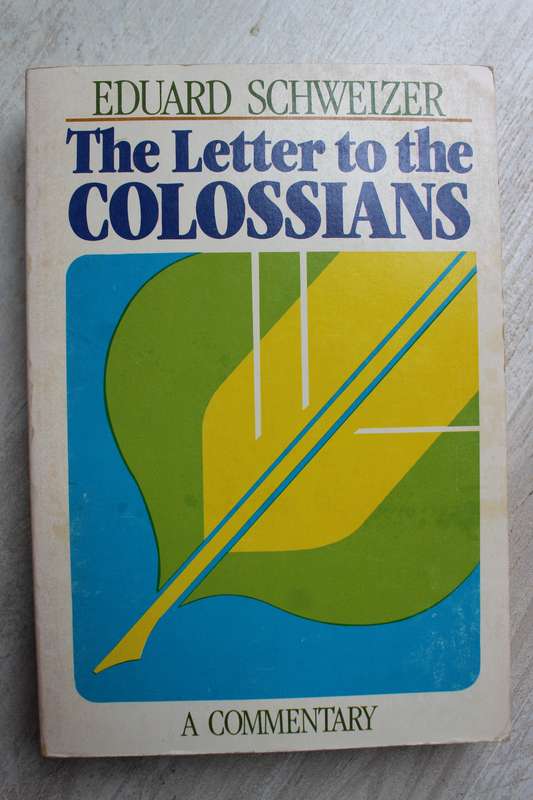 EDUARD SCHWEIZER
The Letter to the
COLOSSIANS
A COMMENTARY